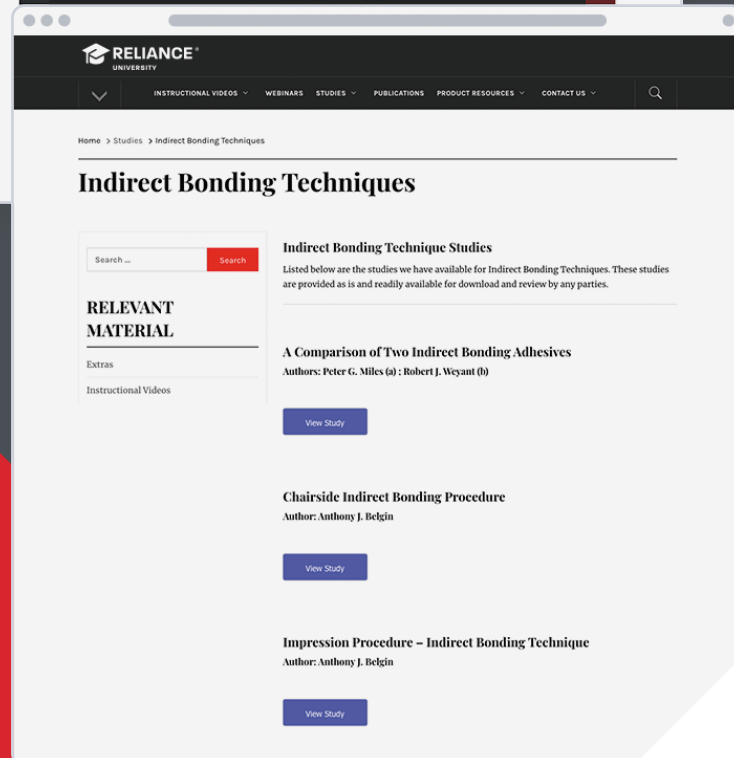 RELIANCE®
UNIVERSITY
INSTRUCTIONAL VIDEOS WEBINARS STUDIES PUBLICATIONS PRODUCT RESOURCES CONTACT US
Home > Studies > Indirect Bonding Techniques
Indirect Bonding Techniques
Search ... Search
RELEVANT
MATERIAL
Extras
Instructional Videos
Indirect Bonding Technique Studies
Listed below are the studies we have available for Indirect Bonding Techniques. These studies
are provided as is and readily available for download and review by any parties.
A Comparison of Two Indirect Bonding Adhesives
Authors: Peter G. Miles (a) ; Robert J. Weyant (b)
View Study
Chairside Indirect Bonding Procedure
Author: Anthony J. Belgin
View Study
Impression Procedure – Indirect Bonding Technique
Author: Anthony J. Belgin
View Study